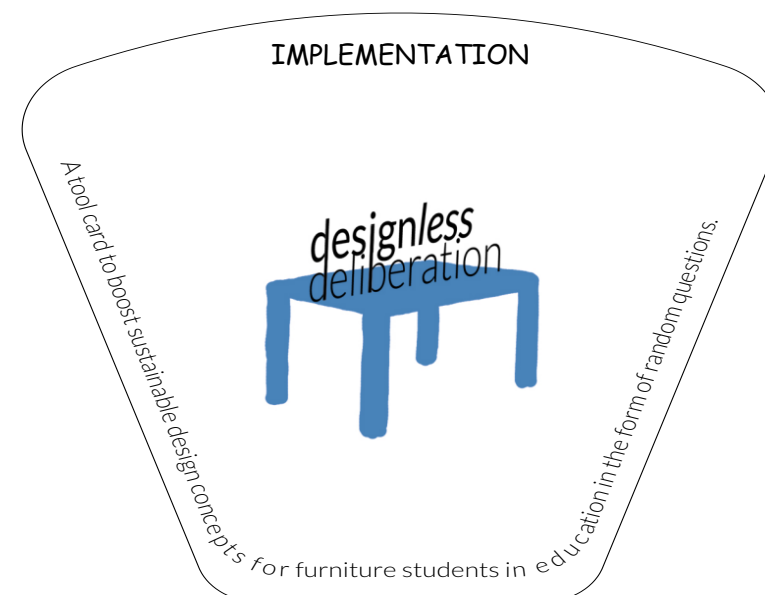 IMPLEMENTATION
designless
deliberation
A tool card to boost sustainable design concepts for furniture students in education in the form of random questions.